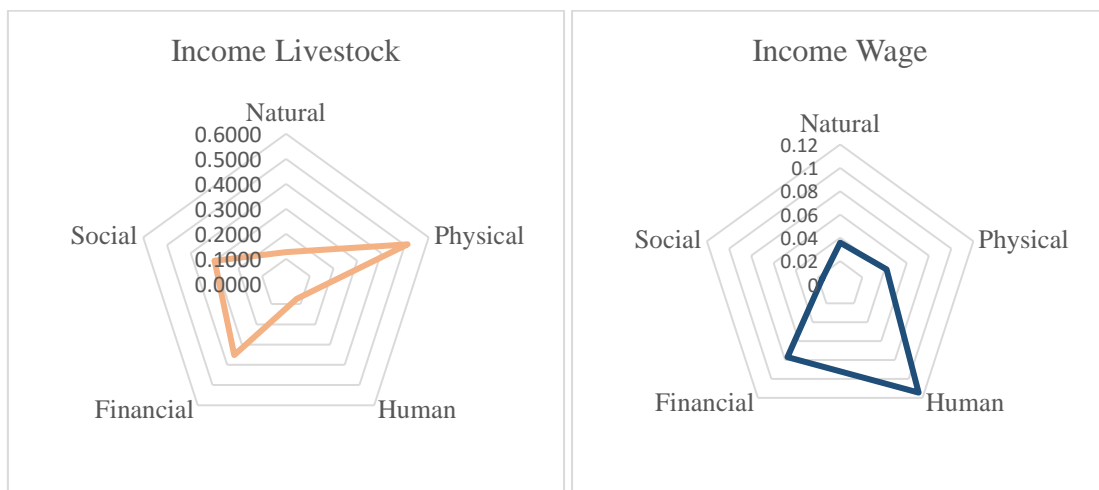 Income Livestock
Natural
0.6000
0.5000
0.4000
0.3000
0.2000
0.1000
0.0000
Social
Physical
Financial
Human
Income Wage
Natural
0.12
0.1
0.08
0.06
0.04
0.02
0
Social
Physical
Financial
Human